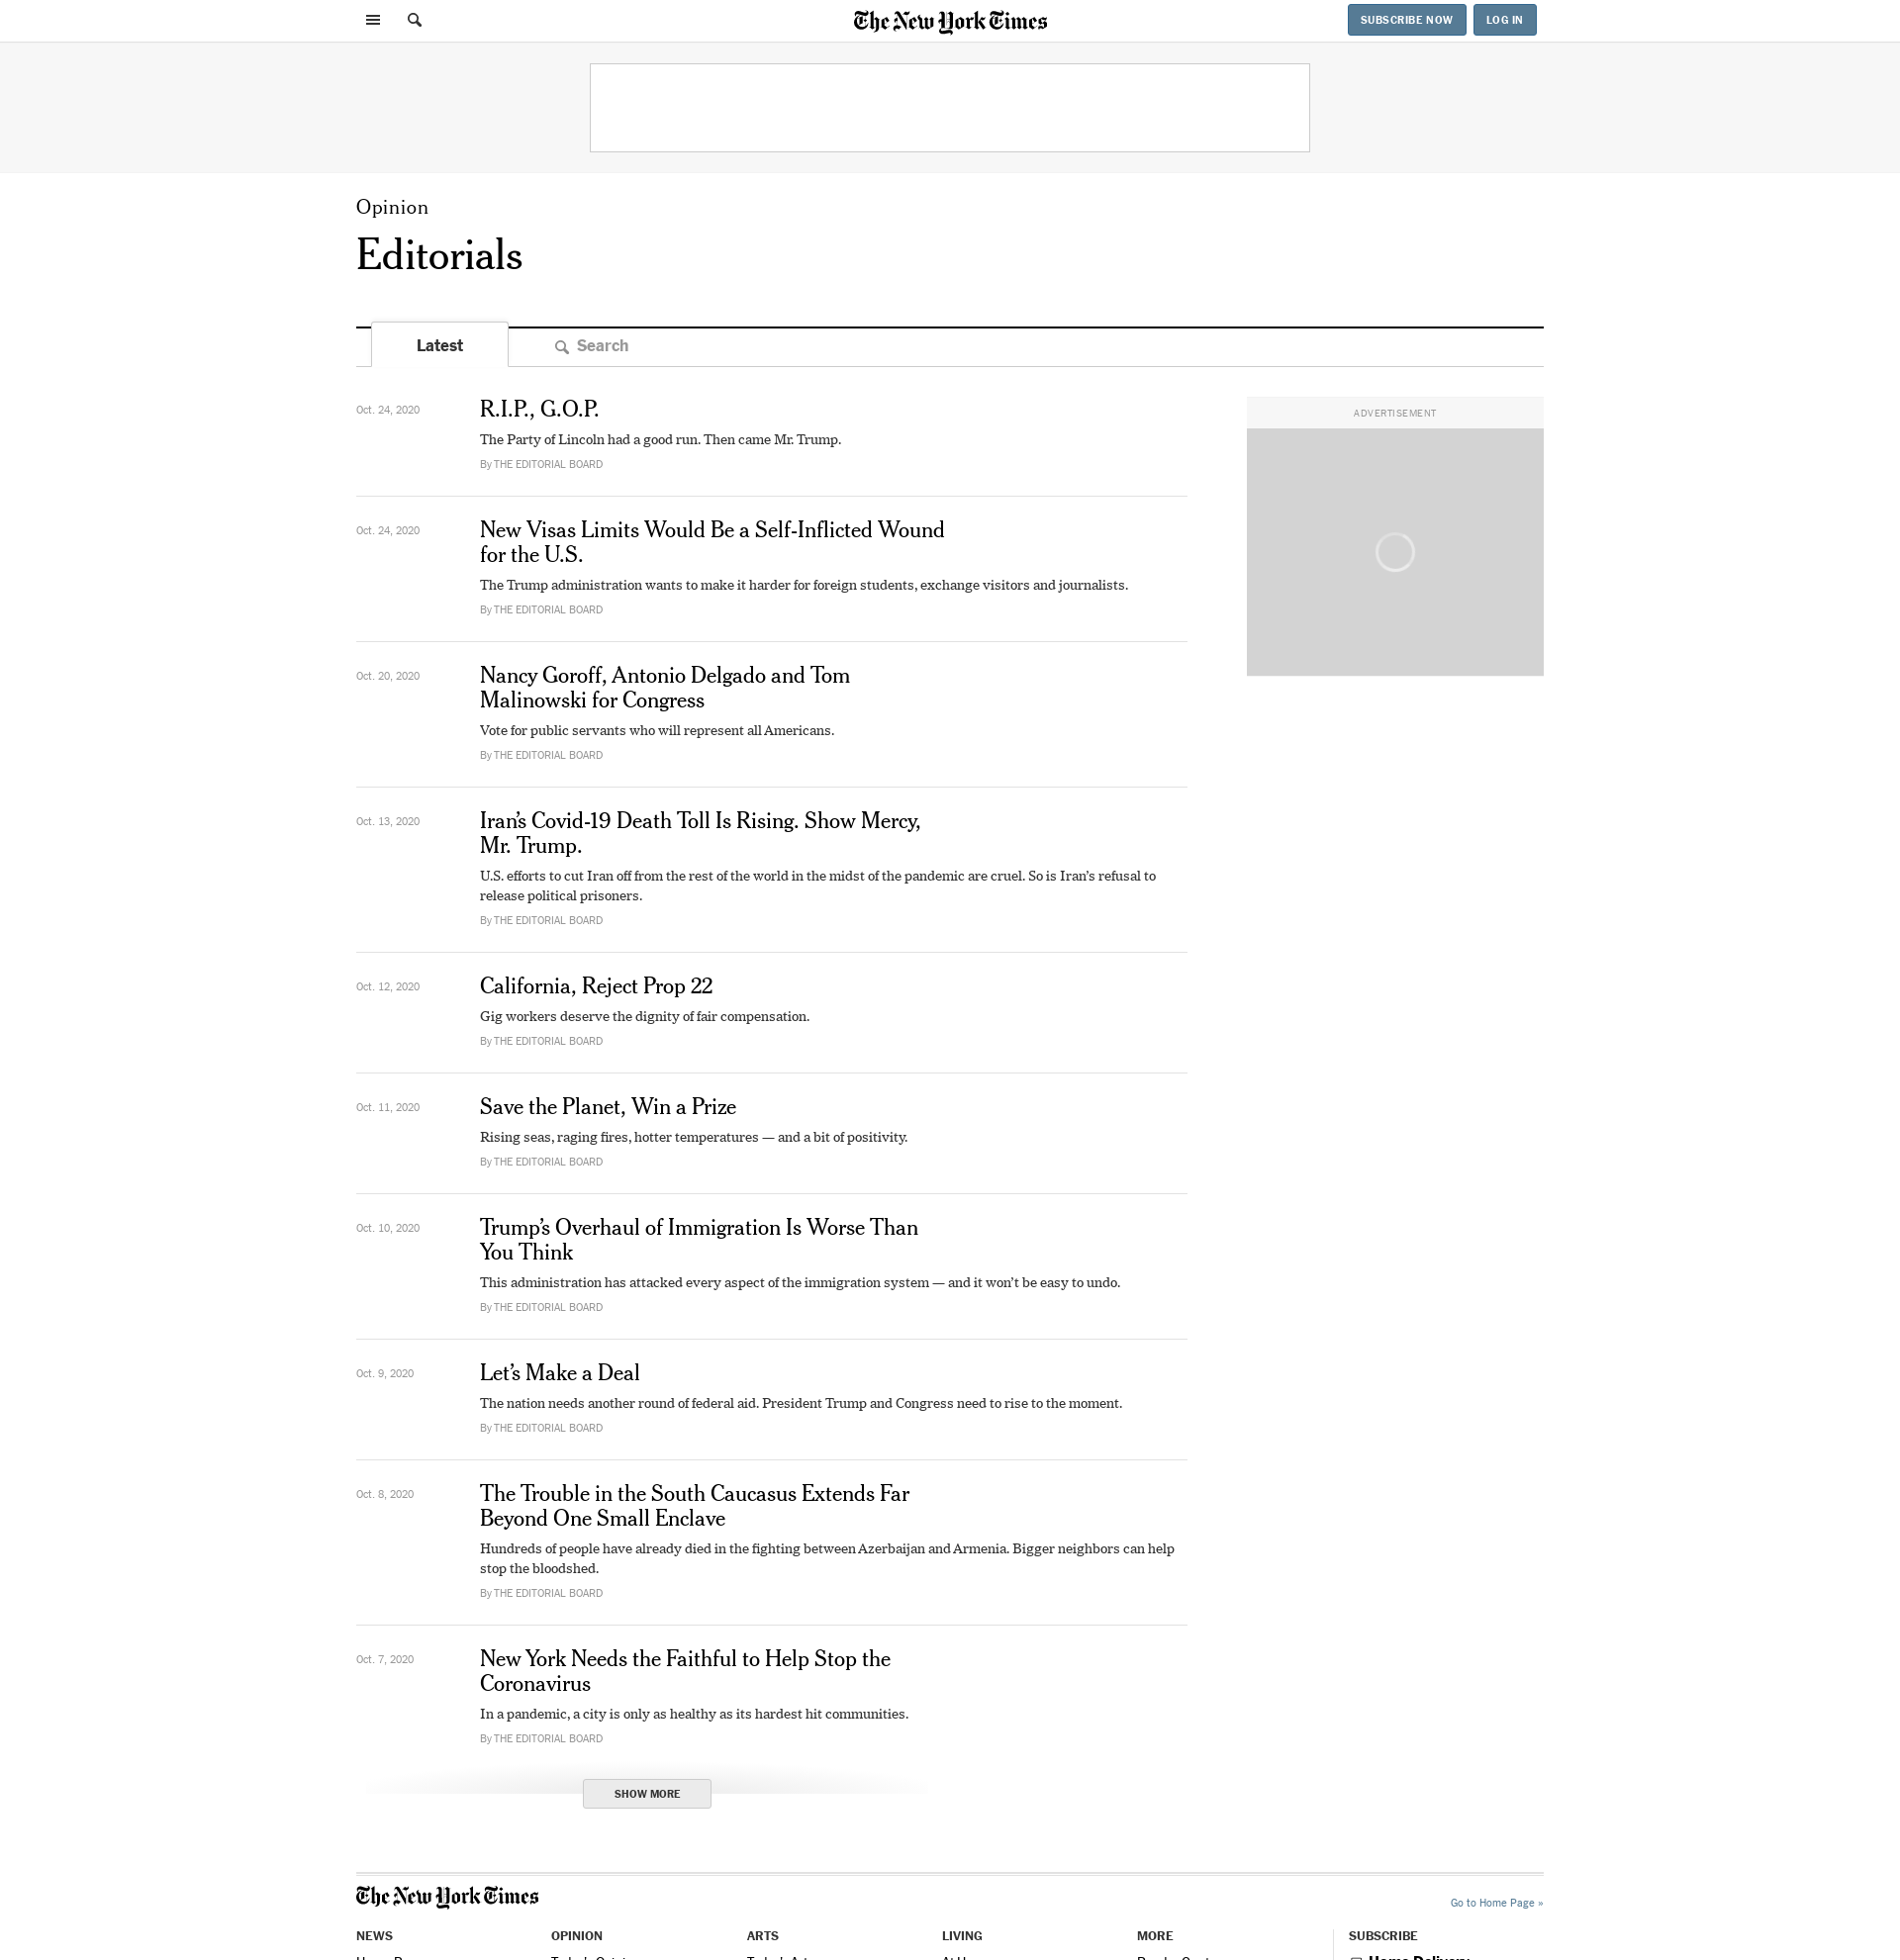 The New York Times
SUBSCRIBE NOW
LOG IN
Opinion
Editorials
Latest
Search
Oct. 24, 2020
R.I.P., G.O.P.
The Party of Lincoln had a good run. Then came Mr. Trump.
By THE EDITORIAL BOARD
ADVERTISEMENT
Oct. 24, 2020
New Visas Limits Would Be a Self-Inflicted Wound
for the U.S.
The Trump administration wants to make it harder for foreign students, exchange visitors and journalists.
By THE EDITORIAL BOARD
Oct. 20, 2020
Nancy Goroff, Antonio Delgado and Tom
Malinowski for Congress
Vote for public servants who will represent all Americans.
By THE EDITORIAL BOARD
Oct. 13, 2020
Iran’s Covid-19 Death Toll Is Rising. Show Mercy,
Mr. Trump.
U.S. efforts to cut Iran off from the rest of the world in the midst of the pandemic are cruel. So is Iran’s refusal to
release political prisoners.
By THE EDITORIAL BOARD
Oct. 12, 2020
California, Reject Prop 22
Gig workers deserve the dignity of fair compensation.
By THE EDITORIAL BOARD
Oct. 11, 2020
Save the Planet, Win a Prize
Rising seas, raging fires, hotter temperatures — and a bit of positivity.
By THE EDITORIAL BOARD
Oct. 10, 2020
Trump’s Overhaul of Immigration Is Worse Than
You Think
This administration has attacked every aspect of the immigration system — and it won’t be easy to undo.
By THE EDITORIAL BOARD
Oct. 9, 2020
Let’s Make a Deal
The nation needs another round of federal aid. President Trump and Congress need to rise to the moment.
By THE EDITORIAL BOARD
Oct. 8, 2020
The Trouble in the South Caucasus Extends Far
Beyond One Small Enclave
Hundreds of people have already died in the fighting between Azerbaijan and Armenia. Bigger neighbors can help
stop the bloodshed.
By THE EDITORIAL BOARD
Oct. 7, 2020
New York Needs the Faithful to Help Stop the
Coronavirus
In a pandemic, a city is only as healthy as its hardest hit communities.
By THE EDITORIAL BOARD
SHOW MORE
The New York Times
Go to Home Page »
NEWS
OPINION
ARTS
LIVING
MORE
SUBSCRIBE
Home Delivery